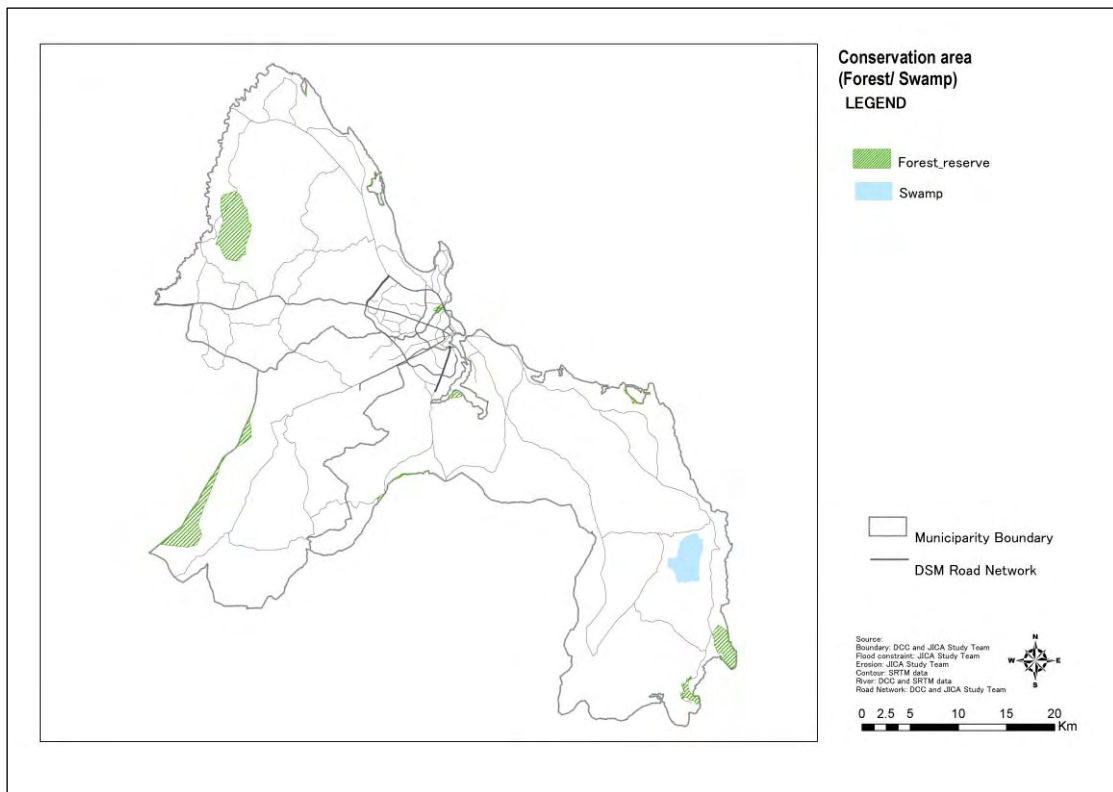 Conservation area
(Forest/ Swamp)
LEGEND
Forest_reserve
Swamp
Municiparity Boundary
DSM Road Network
Source:
Boundary: DCC and JICA Study Team
Flood constraint: JICA Study Team
Erosion: JICA Study Team
Contour: SRTM data
River: DCC and SRTM data
Road Network: DCC and JICA Study Team
N
W E
S
0 2.5 5 10 15 20
Km